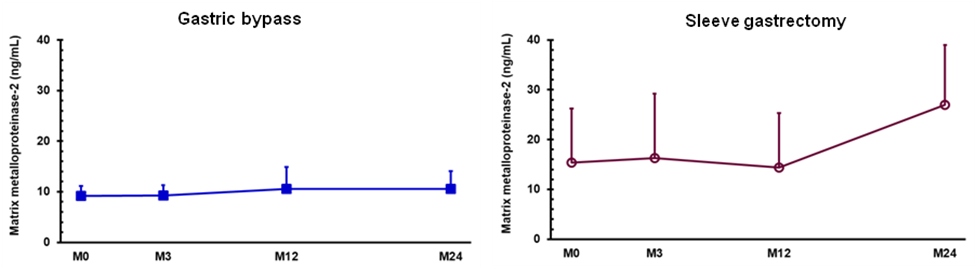 Gastric bypass
Matrix metalloproteinase-2 (ng/mL)
40
30
20
10
0
M0 M3 M12 M24
Sleeve gastrectomy
Matrix metalloproteinase-2 (ng/mL)
40
30
20
10
0
M0 M3 M12 M24